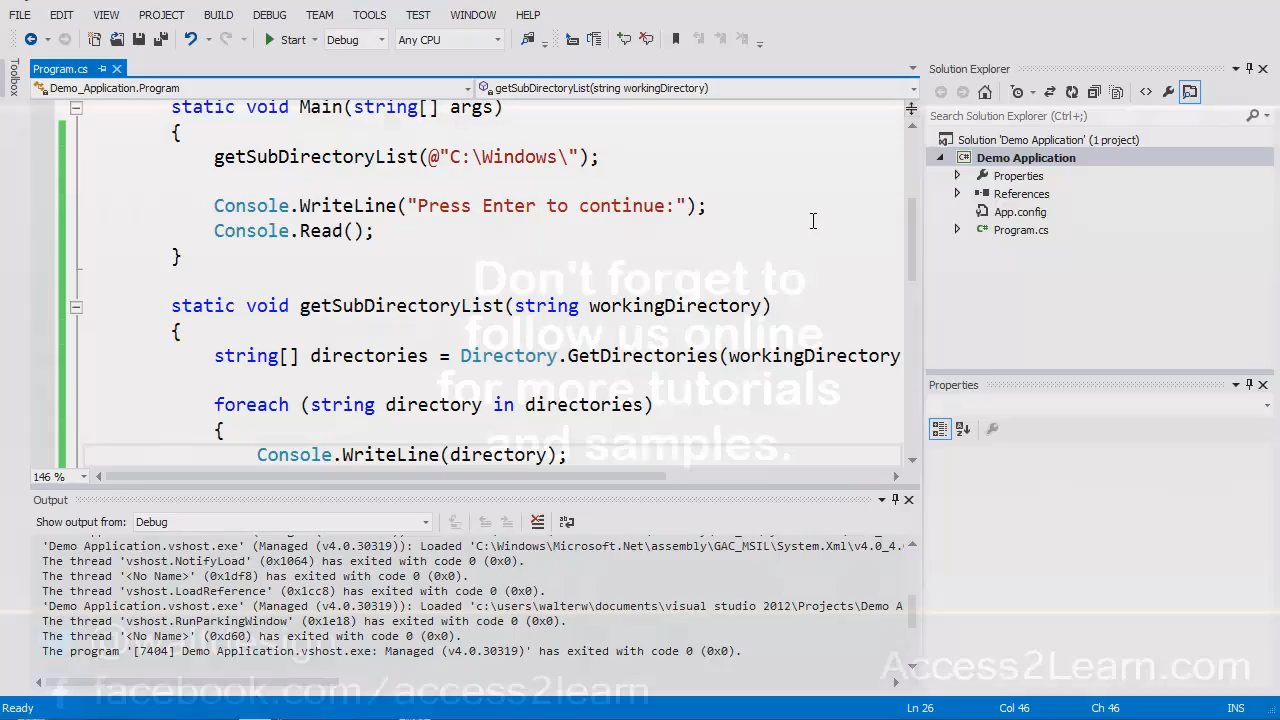 FILE EDIT VIEW PROJECT BUILD DEBUG TEAM TOOLS TEST WINDOW HELP
Start Debug Any CPU
Toolbox
Program.cs
Demo_Application.Program getSubDirectoryList(string workingDirectory)
static void Main(string[] args)
{
getSubDirectoryList(@"C:\Windows\");
Console.WriteLine("Press Enter to continue:");
Console.Read();
}
static void getSubDirectoryList(string workingDirectory)
{
string[] directories = Directory.GetDirectories(workingDirectory
foreach (string directory in directories)
{
Console.WriteLine(directory);
146 %
Don't forget to
follow us online
for more tutorials
and samples.
Solution Explorer
Search Solution Explorer (Ctrl+;)
Solution 'Demo Application' (1 project)
Demo Application
Properties
References
App.config
C# Program.cs
Properties
Output
Show output from: Debug
'Demo Application.vshost.exe' (Managed (v4.0.30319)): Loaded 'C:\Windows\Microsoft.Net\assembly\GAC_MSIL\System.Xml\v4.0_4.
The thread 'vshost.NotifyLoad' (0x1064) has exited with code 0 (0x0).
The thread '<No Name>' (0x1df8) has exited with code 0 (0x0).
The thread 'vshost.LoadReference' (0x1cc8) has exited with code 0 (0x0).
'Demo Application.vshost.exe' (Managed (v4.0.30319)): Loaded 'c:\users\walterw\documents\visual studio 2012\Projects\Demo A
The thread 'vshost.RunParkingWindow' (0x1e18) has exited with code 0 (0x0).
The thread '<No Name>' (0xd60) has exited with code 0 (0x0).
The program '[7404] Demo Application.vshost.exe: Managed (v4.0.30319)' has exited with code 0 (0x0).
facebook.com/access2learn
Access2Learn.com
Ready Ln 26 Col 46 Ch 46 INS